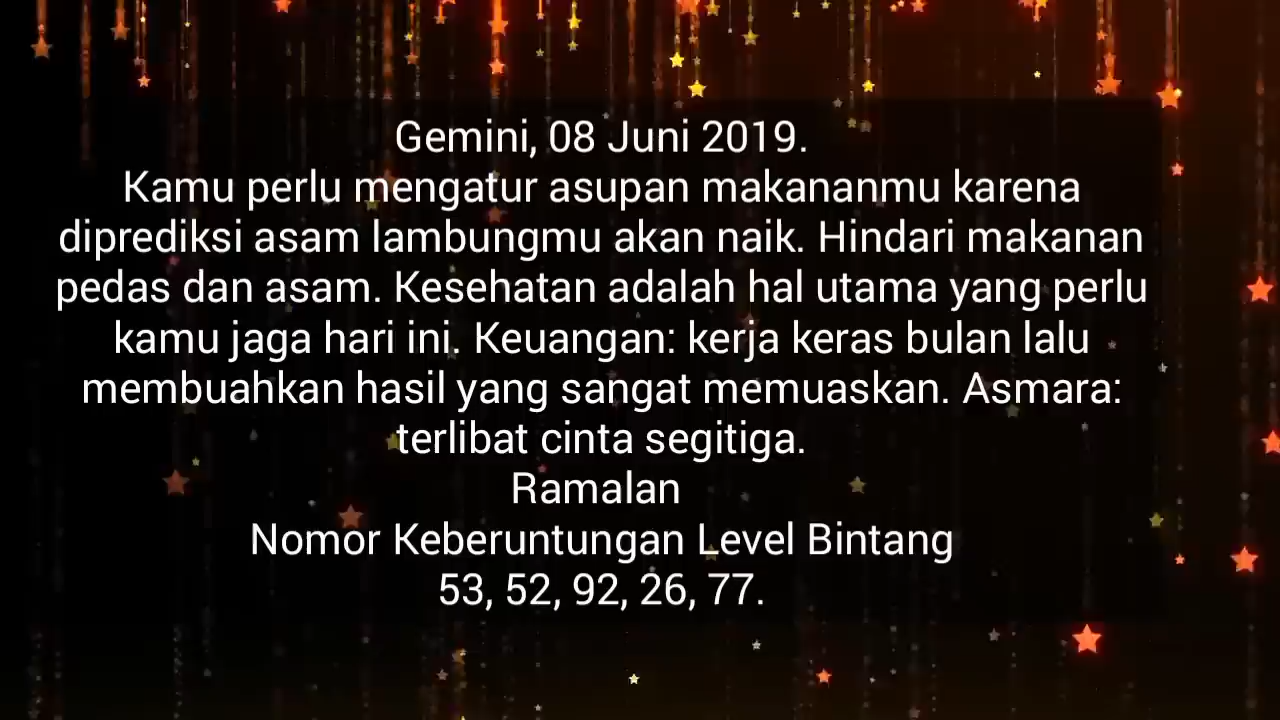 Gemini, 08 Juni 2019.
Kamu perlu mengatur asupan makananmu karena
diprediksi asam lambungmu akan naik. Hindari makanan
pedas dan asam. Kesehatan adalah hal utama yang perlu
kamu jaga hari ini. Keuangan: kerja keras bulan lalu
membuahkan hasil yang sangat memuaskan. Asmara:
terlibat cinta segitiga.
Ramalan
Nomor Keberuntungan Level Bintang
53, 52, 92, 26, 77.